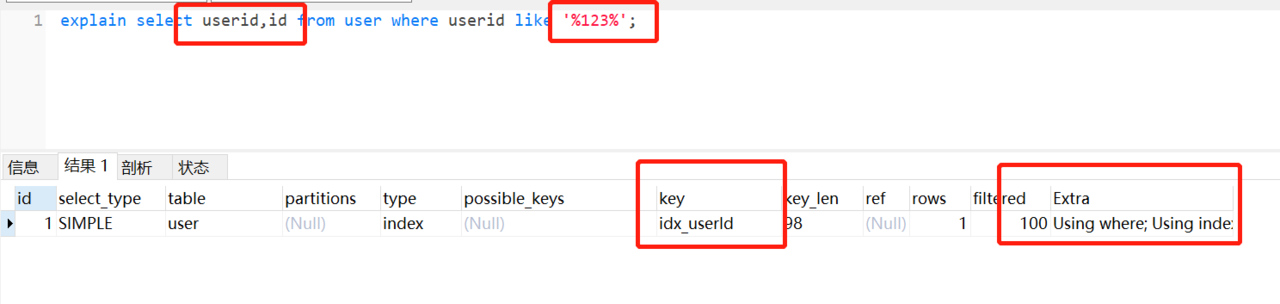 1 explain select userid,id from user where userid like '%123%';
信息 结果 1 剖析 状态
id select_type table partitions type possible_keys key key_len ref rows filtered Extra
1 SIMPLE user (Null) index (Null) idx_userId 98 (Null) 1 100 Using where; Using inde